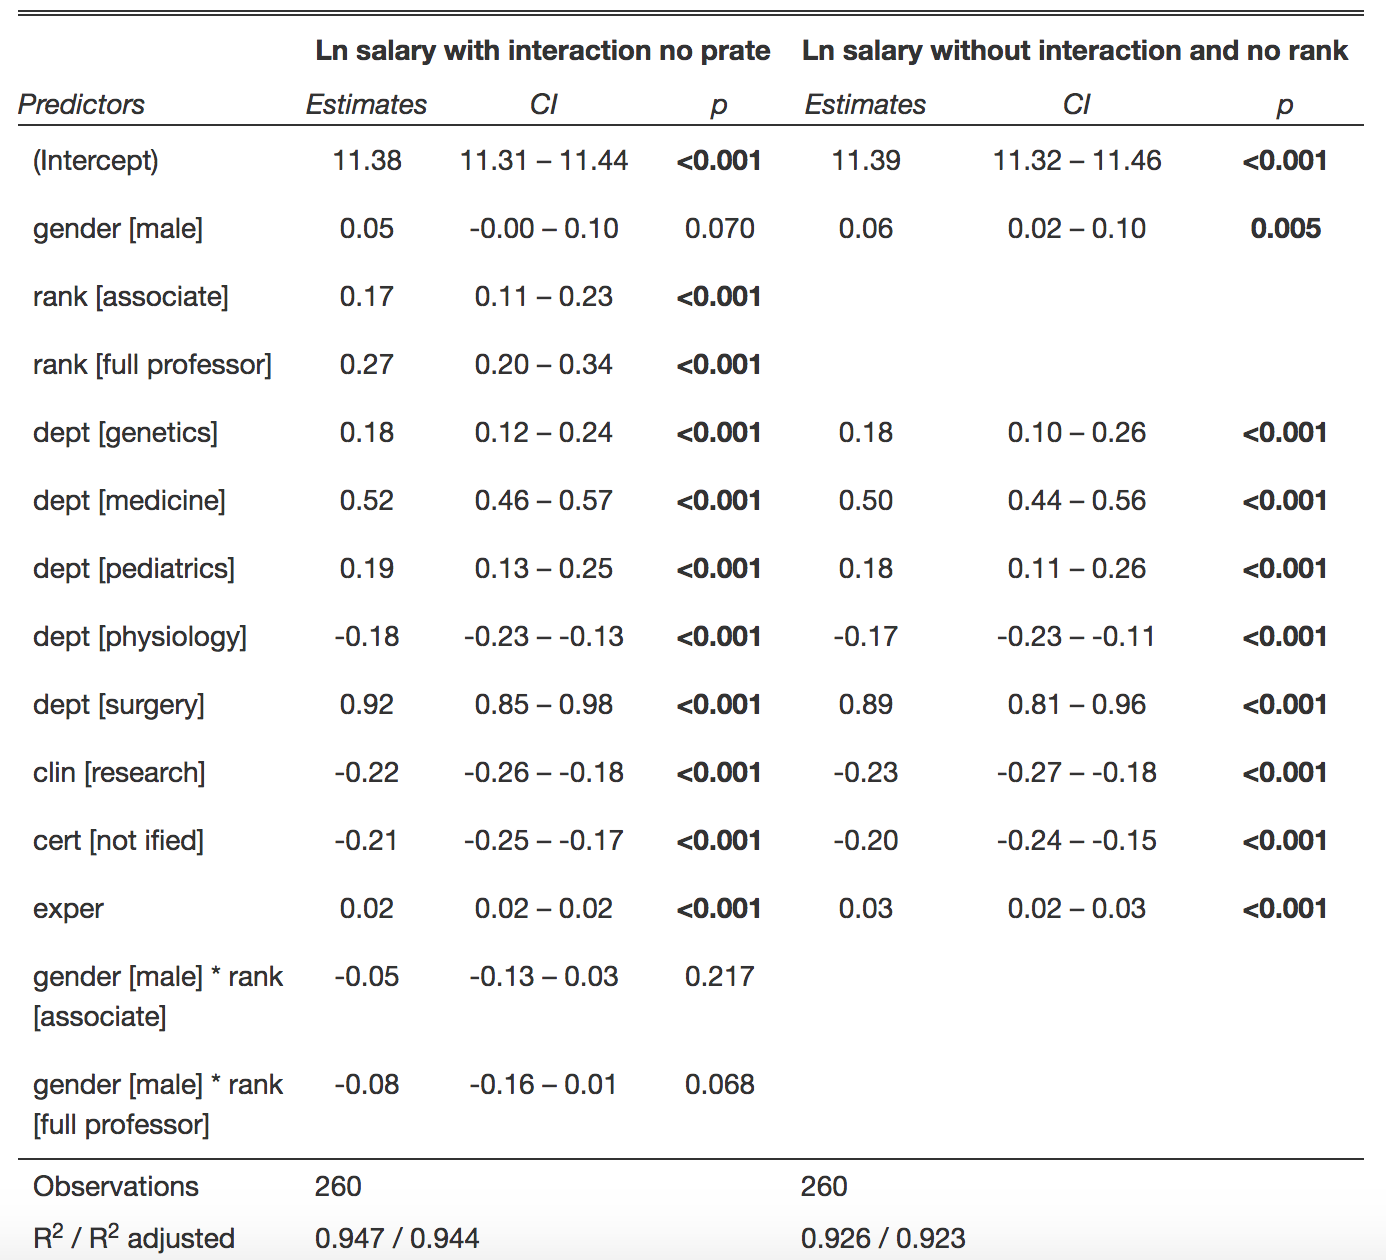 Ln salary with interaction no prate Ln salary without interaction and no rank
Predictors Estimates CI p Estimates CI p
(Intercept) 11.38 11.31 – 11.44 <0.001 11.39 11.32 – 11.46 <0.001
gender [male] 0.05 -0.00 – 0.10 0.070 0.06 0.02 – 0.10 0.005
rank [associate] 0.17 0.11 – 0.23 <0.001
rank [full professor] 0.27 0.20 – 0.34 <0.001
dept [genetics] 0.18 0.12 – 0.24 <0.001 0.18 0.10 – 0.26 <0.001
dept [medicine] 0.52 0.46 – 0.57 <0.001 0.50 0.44 – 0.56 <0.001
dept [pediatrics] 0.19 0.13 – 0.25 <0.001 0.18 0.11 – 0.26 <0.001
dept [physiology] -0.18 -0.23 – -0.13 <0.001 -0.17 -0.23 – -0.11 <0.001
dept [surgery] 0.92 0.85 – 0.98 <0.001 0.89 0.81 – 0.96 <0.001
clin [research] -0.22 -0.26 – -0.18 <0.001 -0.23 -0.27 – -0.18 <0.001
cert [not ified] -0.21 -0.25 – -0.17 <0.001 -0.20 -0.24 – -0.15 <0.001
exper 0.02 0.02 – 0.02 <0.001 0.03 0.02 – 0.03 <0.001
gender [male] * rank -0.05 -0.13 – 0.03 0.217
[associate]
gender [male] * rank -0.08 -0.16 – 0.01 0.068
[full professor]
Observations 260 260
R² / R² adjusted 0.947 / 0.944 0.926 / 0.923